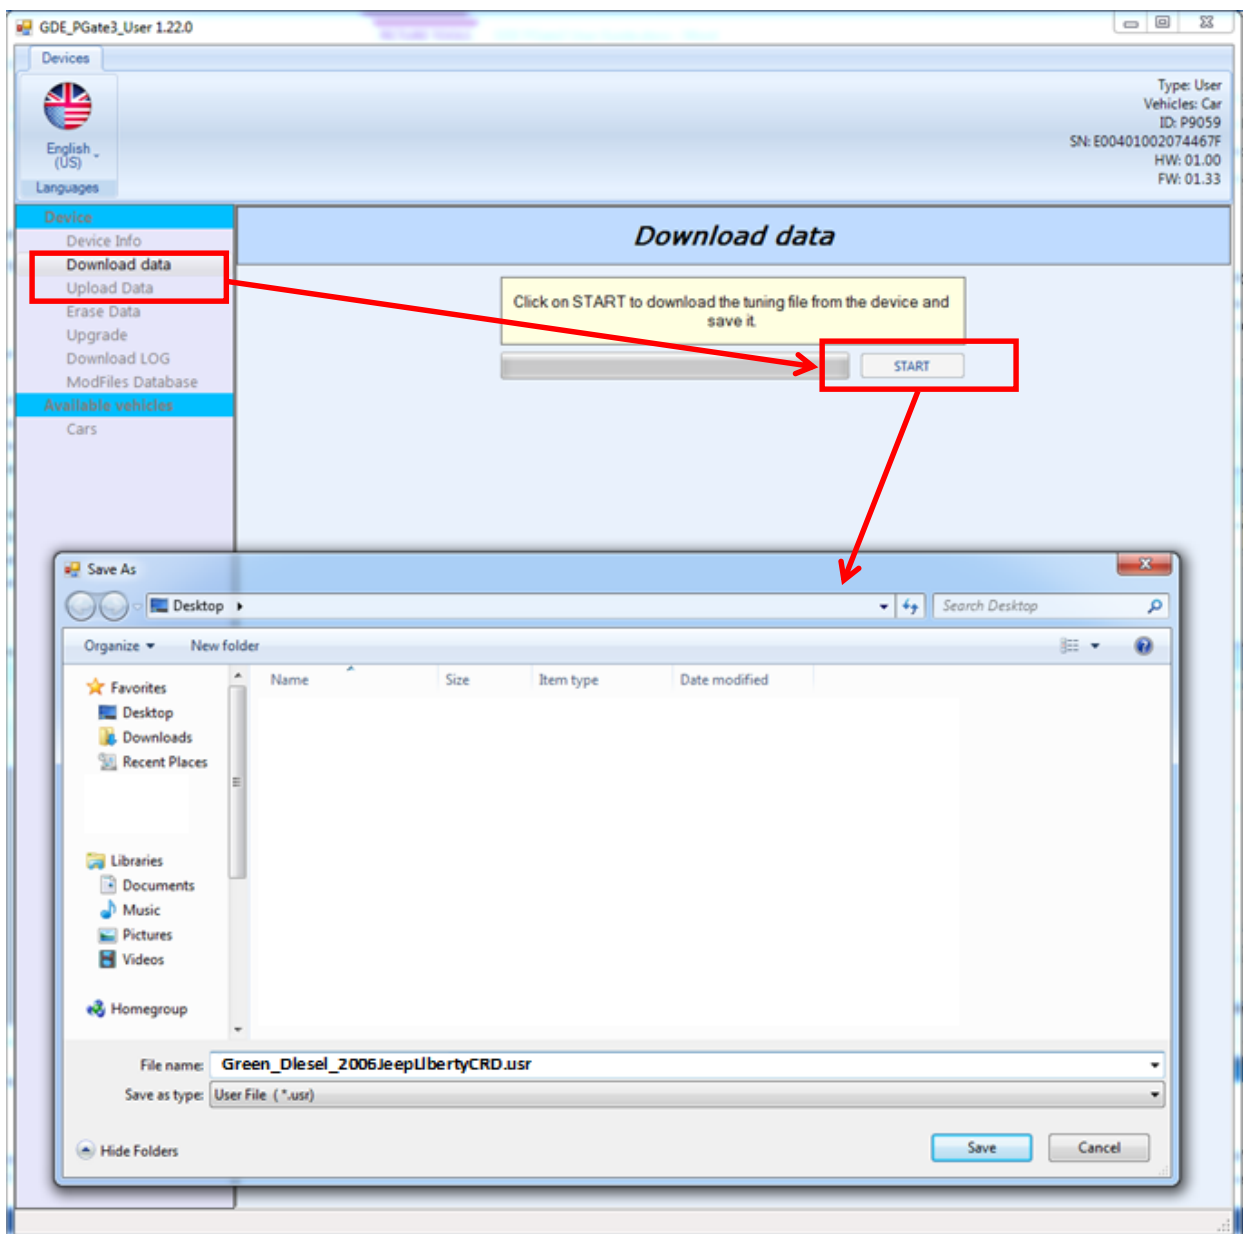 GDE_PGate3_User 1.22.0
Devices
English
(US)
Languages
Type: User
Vehicles: Car
ID: P9059
SN: E00401002074467F
HW: 01.00
FW: 01.33
Device
Device Info
Download data
Upload Data
Erase Data
Upgrade
Download LOG
ModFiles Database
Available vehicles
Cars
Download data
Click on START to download the tuning file from the device and
save it.
START
Save As
Desktop
Search Desktop
Organize
New folder
Favorites
Desktop
Downloads
Recent Places
Libraries
Documents
Music
Pictures
Videos
Homegroup
Name
Size
Item type
Date modified
File name: Green_Diesel_2006JeepLibertyCRD.usr
Save as type: User File (*.usr)
Hide Folders
Save
Cancel